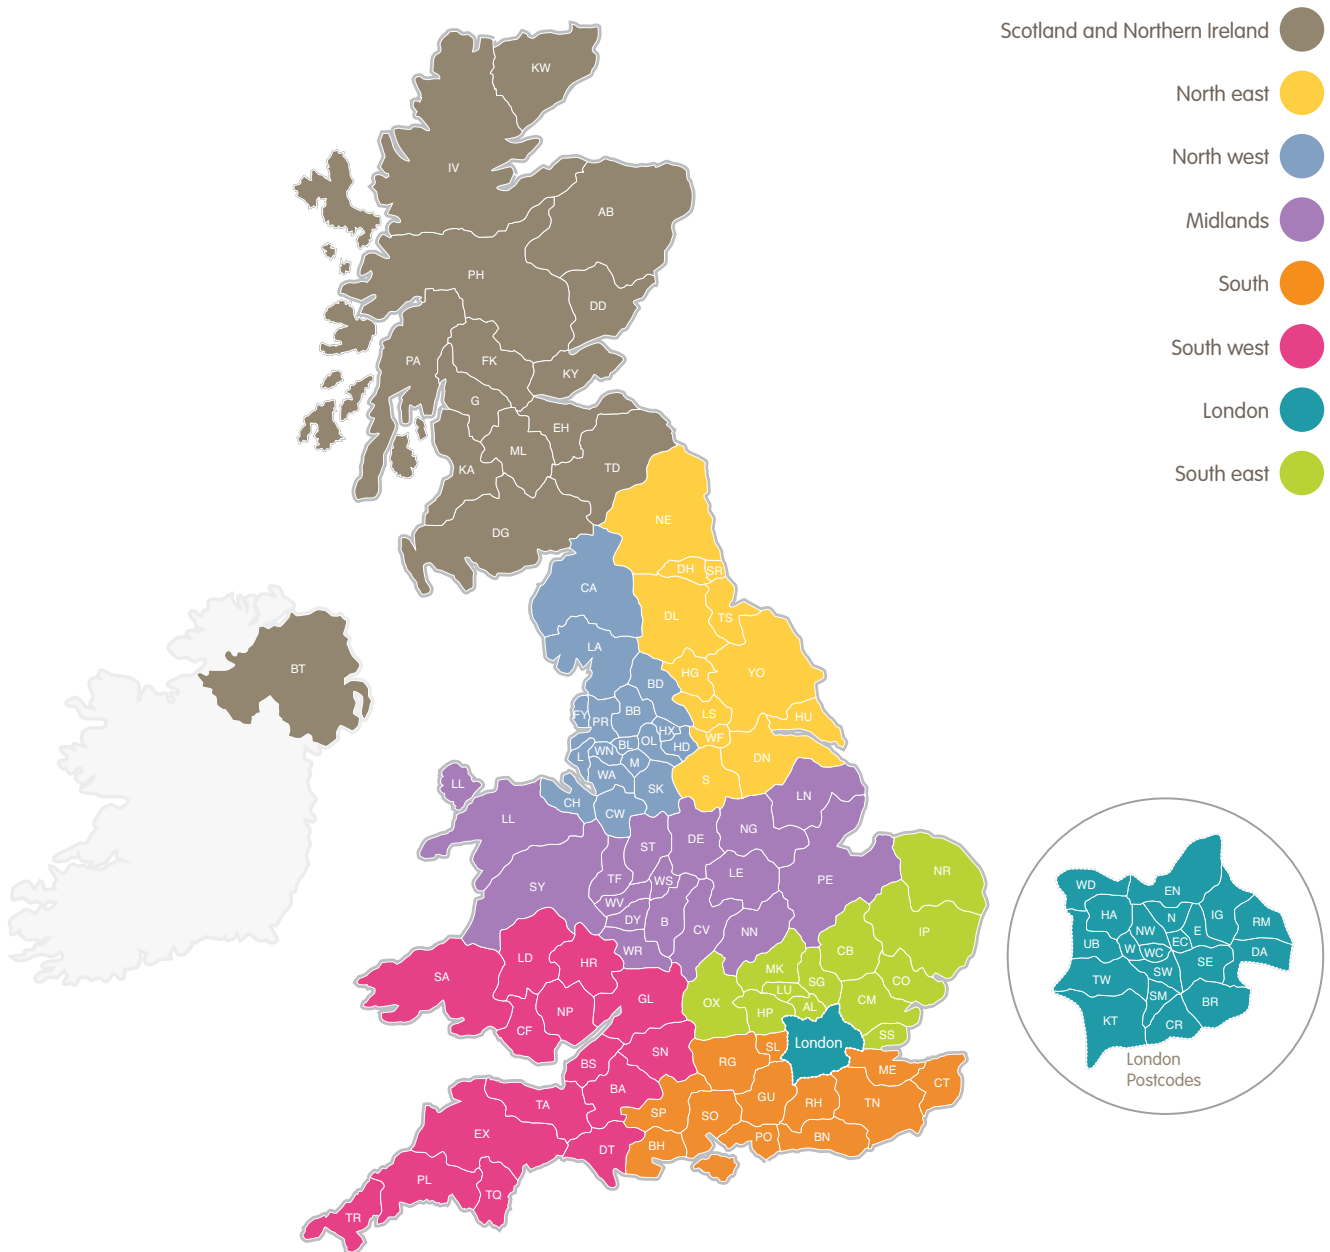 Scotland and Northern Ireland
North east
North west
Midlands
South
South west
London
South east
KW
IV
AB
PH
DD
PA
FK
KY
G
EH
ML
KA
TD
DG
NE
DH
SR
CA
DL
TS
LA
HG
YO
BT
BD
FY
PR
BB
LS
HU
HX
WF
OL
HD
BL
WN
L
M
DN
WA
S
SK
LL
CH
LN
CW
LL
NG
DE
ST
LE
TF
WS
PE
SY
NR
WV
DY
B
CV
NN
IP
WR
CB
LD
HR
SA
MK
SG
CO
LU
GL
OX
HP
AL
CM
NP
CF
SS
London
SL
SN
RG
BS
ME
CT
BA
GU
RH
TN
TA
SP
SO
EX
PO
BN
BH
DT
PL
TQ
TR
WD
EN
HA
N
IG
RM
NW
E
UB
W
EC
WC
SE
DA
TW
SW
SM
BR
KT
CR
London
Postcodes